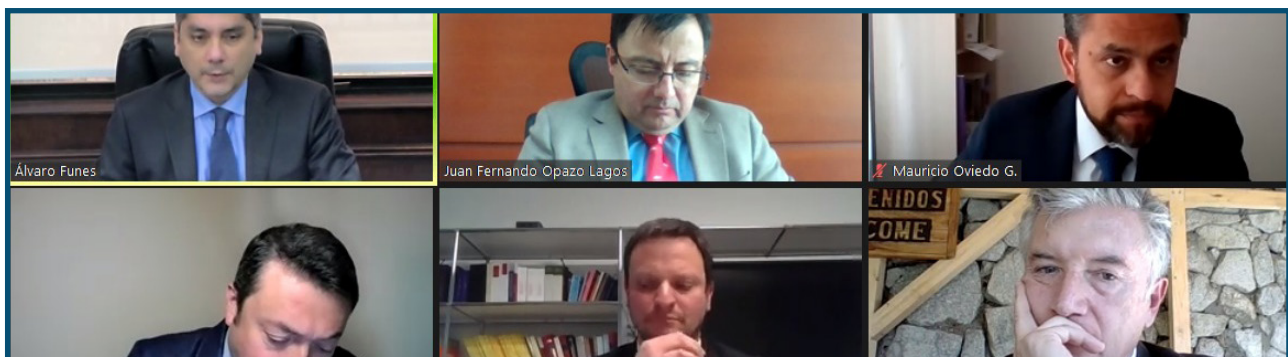 Álvaro Funes
Juan Fernando Opazo Lagos
Mauricio Oviedo G.
ENIDOS
COME